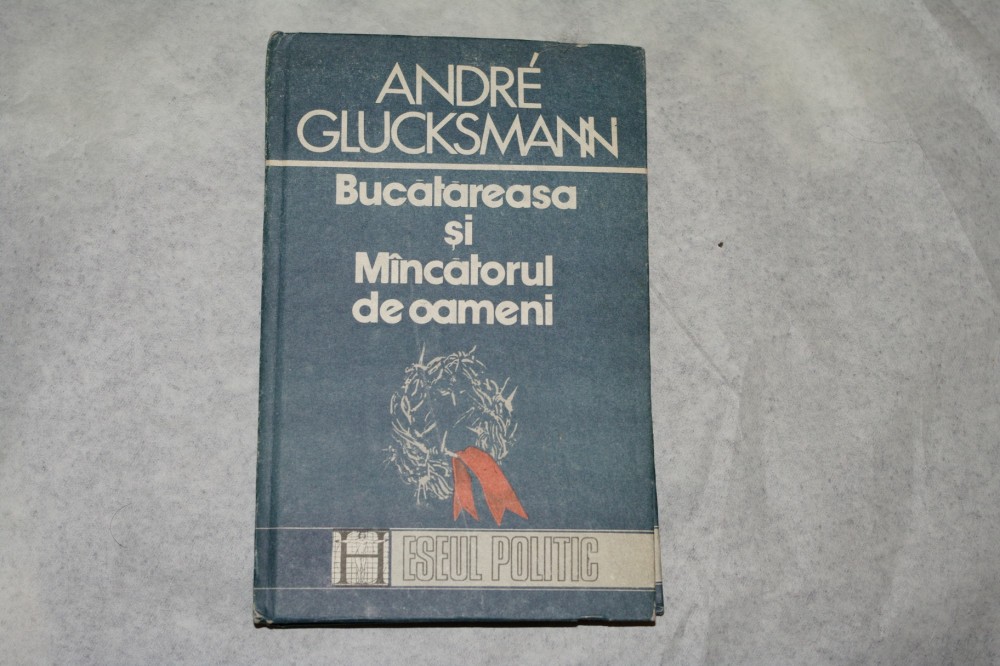 ANDRÉ
GLUCKSMANN
Bucătăreasa
și
Mîncătorul
de oameni
H ESEUL POLITIC